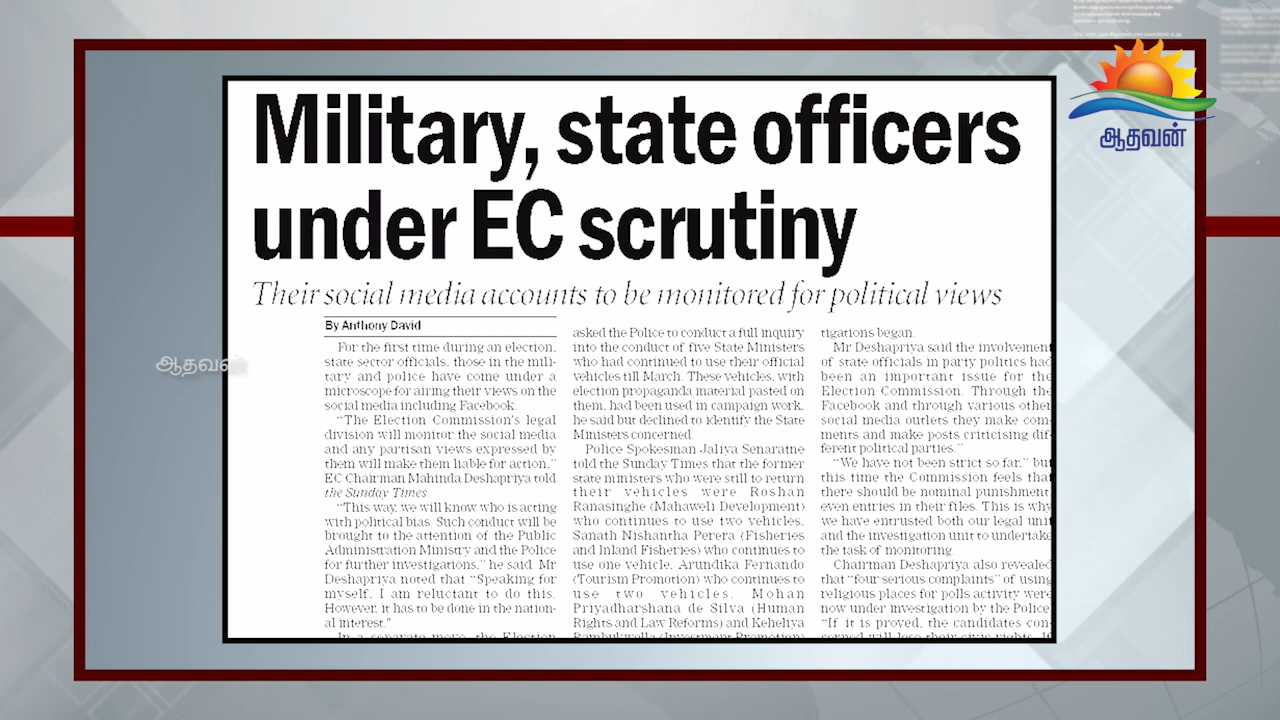 ஆதவன்
Military, state officers
under EC scrutiny
Their social media accounts to be monitored for political views
By Anthony David
For the first time during an election,
state sector officials, those in the mili-
tary and police have come under a
microscope for airing their views on the
social media including Facebook.
“The Election Commission's legal
division will monitor the social media
and any partisan views expressed by
them will make them liable for action,”
EC Chairman Mahinda Deshapriya told
the Sunday Times
“This way, we will know who is acting
with political bias. Such conduct will be
brought to the attention of the Public
Administration Ministry and the Police
for further investigations,” he said. Mr
Deshapriya noted that “Speaking for
myself, I am reluctant to do this.
However, it has to be done in the nation-
al interest.”
In a separate move, the Election
asked the Police to conduct a full inquiry
into the conduct of five State Ministers
who had continued to use their official
vehicles till March. These vehicles, with
election propaganda material pasted on
them, had been used in campaign work,
he said but declined to identify the State
Ministers concerned.
Police Spokesman Jaliya Senaratne
told the Sunday Times that the former
state ministers who were still to return
their vehicles were Roshan
Ranasinghe (Mahaweli Development)
who continues to use two vehicles,
Sanath Nishantha Perera (Fisheries
and Inland Fisheries) who continues to
use one vehicle, Arundika Fernando
(Tourism Promotion) who continues to
use two vehicles, Mohan
Priyadharshana de Silva (Human
Rights and Law Reforms) and Keheliya
Rambukwella (Investment Promotion)
tigations began.
Mr Deshapriya said the involvement
of state officials in party politics had
been an important issue for the
Election Commission. Through the
Facebook and through various other
social media outlets they make com-
ments and make posts criticising dif-
ferent political parties.”
“We have not been strict so far,” but
this time the Commission feels that
there should be nominal punishment,
even entries in their files. This is why
we have entrusted both our legal unit
and the investigation unit to undertake
the task of monitoring.
Chairman Deshapriya also revealed
that “four serious complaints” of using
religious places for polls activity were
now under investigation by the Police.
“If it is proved, the candidates con-
cerned will lose their civic rights. If
ஆதவன்